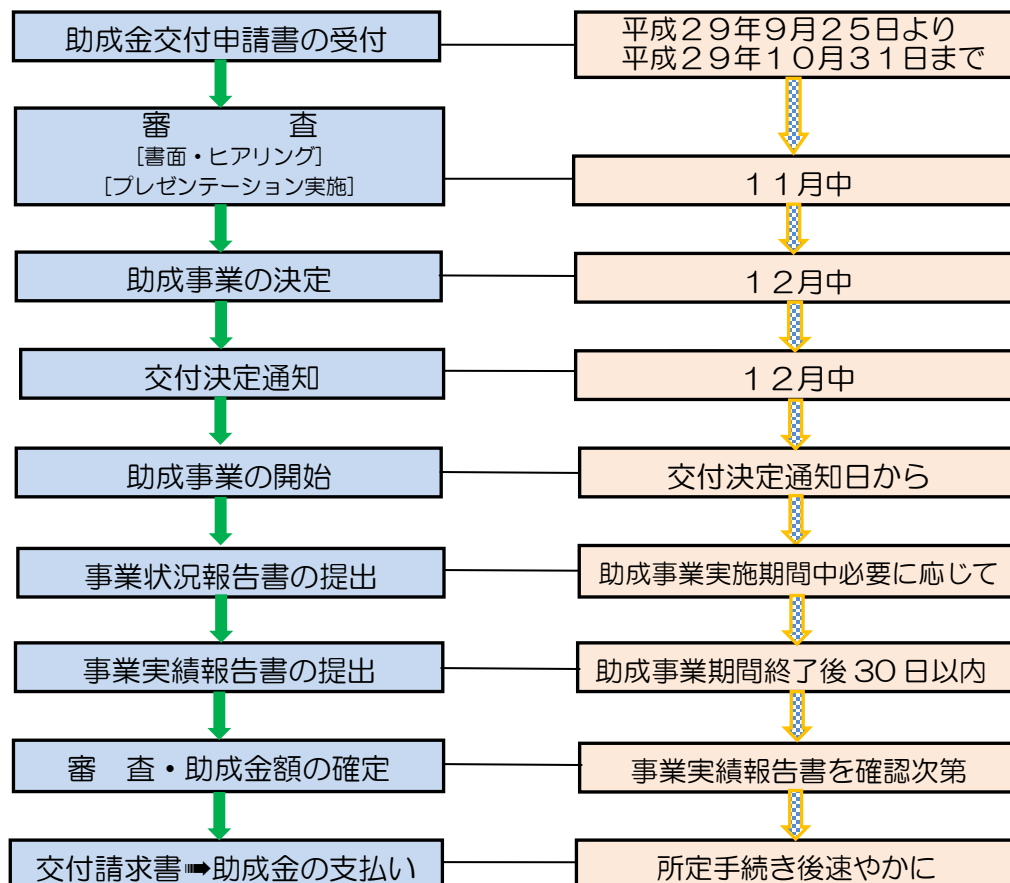 助成金交付申請書の受付
平成２９年９月２５日より
平成２９年１０月３１日まで
審　　　　査
[書面・ヒアリング]
[プレゼンテーション実施]
１１月中
助成事業の決定
１２月中
交付決定通知
１２月中
助成事業の開始
交付決定通知日から
事業状況報告書の提出
助成事業実施期間中必要に応じて
事業実績報告書の提出
助成事業期間終了後 30 日以内
審　査・助成金額の確定
事業実績報告書を確認次第
交付請求書➠助成金の支払い
所定手続き後速やかに